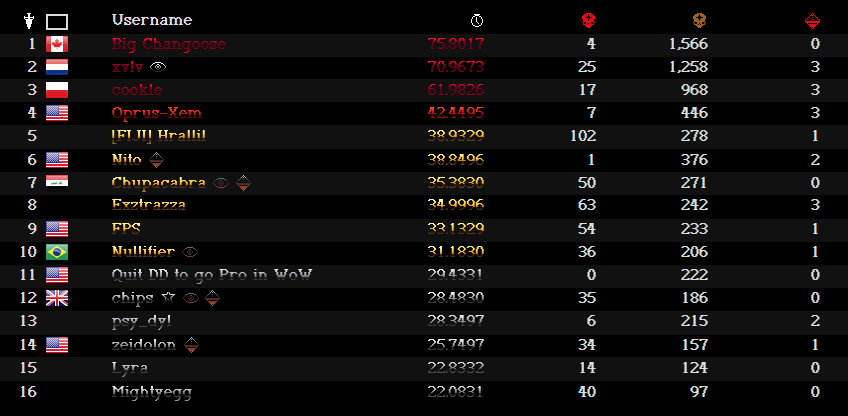 Username
1 Big Changoose 75.8017 4 1,566 0
2 xvlv 70.9673 25 1,258 3
3 cookie 61.9826 17 968 3
4 Oprus-Xem 42.4495 7 446 3
5 [FIJI] Hrallil 38.9329 102 278 1
6 Nito 38.8496 1 376 2
7 Chupacabra 35.3830 50 271 0
8 Exztrazza 34.9996 63 242 3
9 FPS 33.1329 54 233 1
10 Nullifier 31.1830 36 206 1
11 Quit DD to go Pro in WoW 29.4331 0 222 0
12 chips 28.4830 35 186 0
13 psy_dyl 28.3497 6 215 2
14 zeidolon 25.7497 34 157 1
15 Lyra 22.8332 14 124 0
16 Mightyegg 22.0831 40 97 0